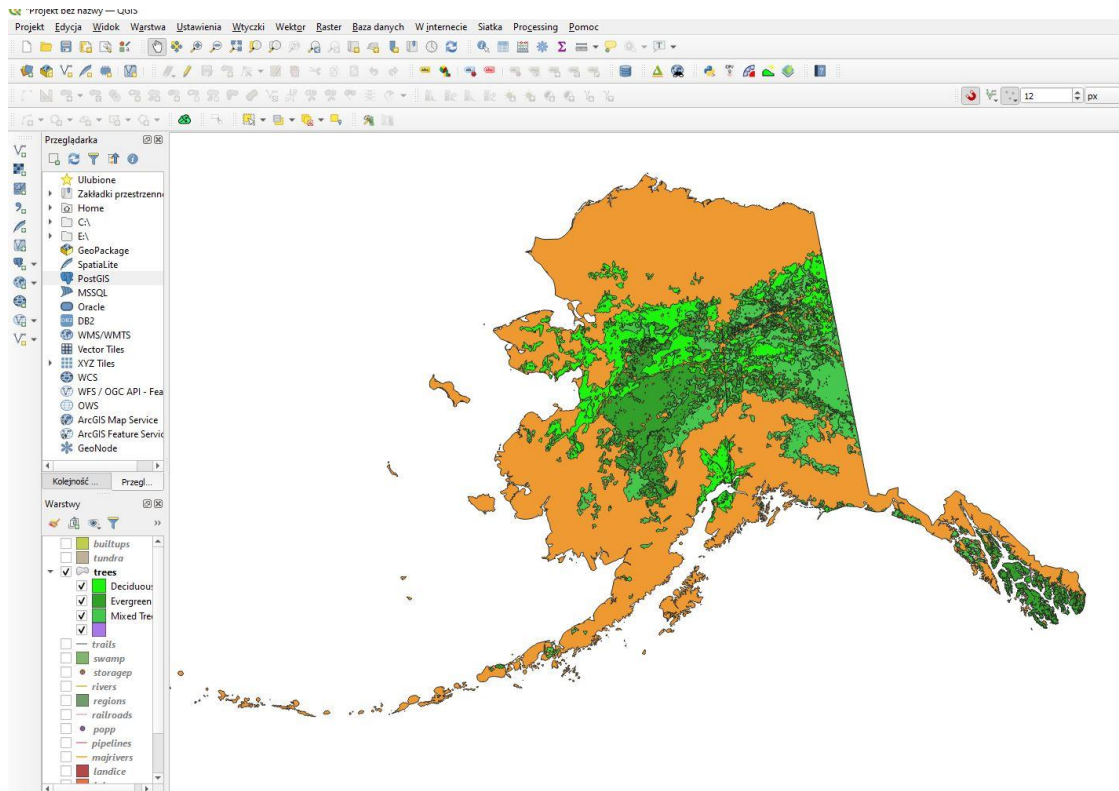 *Projekt bez nazwy — QGIS
Projekt Edycja Widok Warstwa Ustawienia Wtyczki Wektor Raster Baza danych W internecie Siatka Processing Pomoc
12 px
Przeglądarka
Ulubione
Zakładki przestrzenne
Home
C:\
E:\
GeoPackage
SpatiaLite
PostGIS
MSSQL
Oracle
DB2
WMS/WMTS
Vector Tiles
XYZ Tiles
WCS
WFS / OGC API - Fea
OWS
ArcGIS Map Service
ArcGIS Feature Servic
GeoNode
Kolejność ... Przegl...
Warstwy
builtups
tundra
trees
Deciduous
Evergreen
Mixed Tree
trails
swamp
storagep
rivers
regions
railroads
popp
pipelines
majrivers
landice